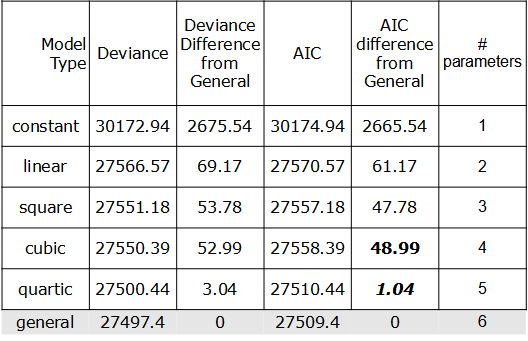 Model Type Deviance Deviance Difference from General AIC AIC difference from General # parameters
constant 30172.94 2675.54 30174.94 2665.54 1
linear 27566.57 69.17 27570.57 61.17 2
square 27551.18 53.78 27557.18 47.78 3
cubic 27550.39 52.99 27558.39 48.99 4
quartic 27500.44 3.04 27510.44 1.04 5
general 27497.4 0 27509.4 0 6